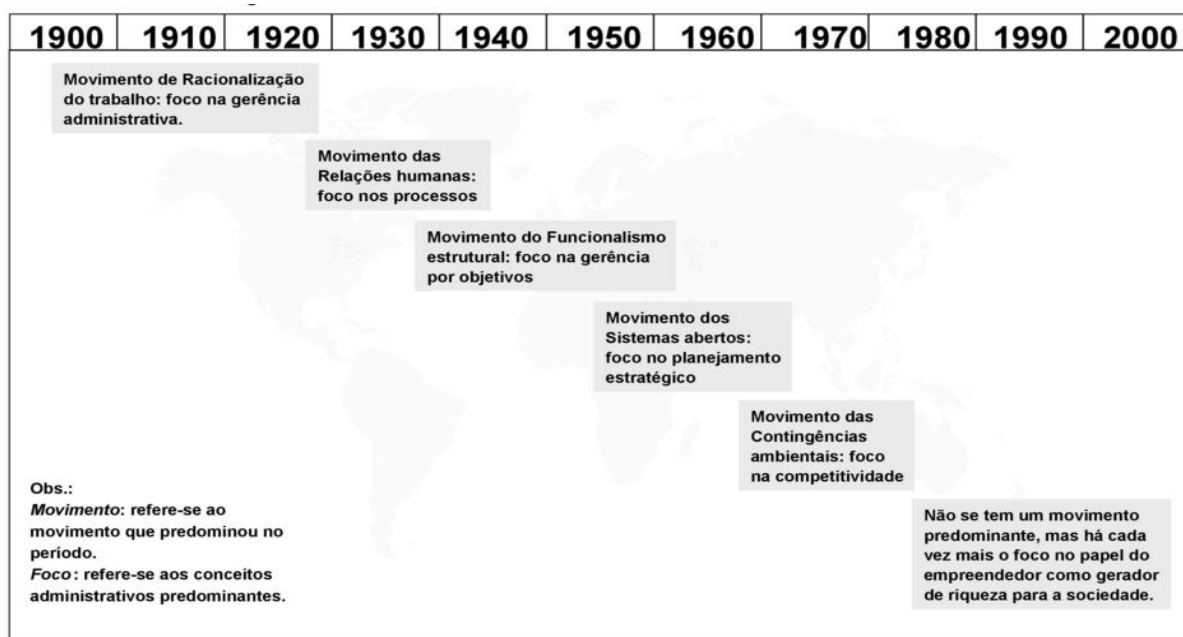 1900 1910 1920 1930 1940 1950 1960 1970 1980 1990 2000
Movimento de Racionalização
do trabalho: foco na gerência
administrativa.
Movimento das
Relações humanas:
foco nos processos
Movimento do Funcionalismo
estrutural: foco na gerência
por objetivos
Movimento dos
Sistemas abertos:
foco no planejamento
estratégico
Movimento das
Contingências
ambientais: foco
na competitividade
Não se tem um movimento
predominante, mas há cada
vez mais o foco no papel do
empreendedor como gerador
de riqueza para a sociedade.
Obs.:
Movimento: refere-se ao
movimento que predominou no
período.
Foco: refere-se aos conceitos
administrativos predominantes.